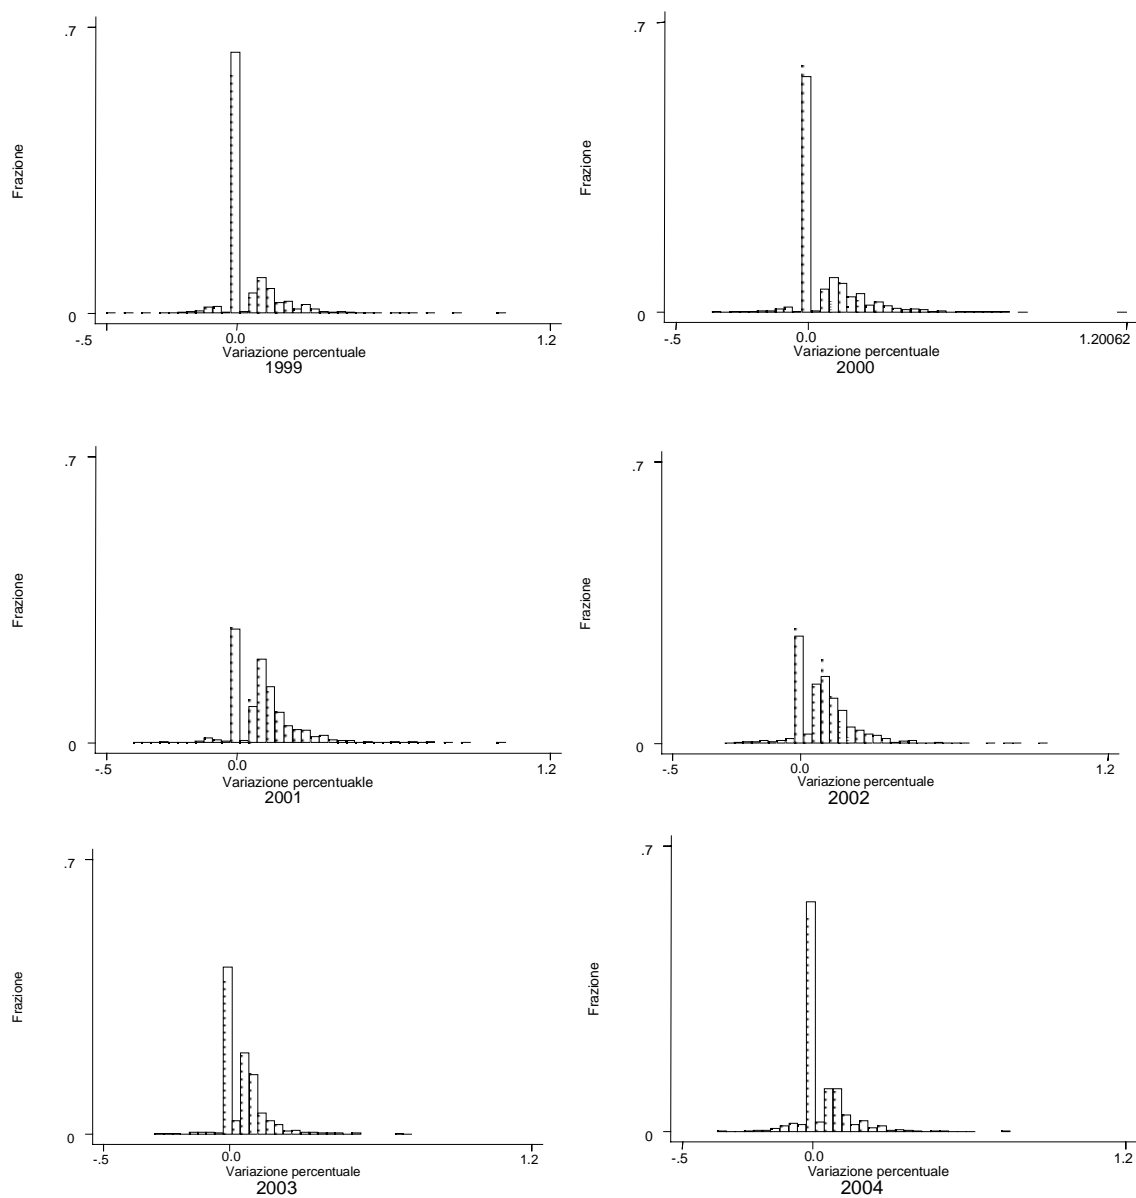 .7
Frazione
0
-.5 0.0 1.2
Variazione percentuale
1999
.7
Frazione
0
-.5 0.0 1.20062
Variazione percentuale
2000
.7
Frazione
0
-.5 0.0 1.2
Variazione percentuakle
2001
.7
Frazione
0
-.5 0.0 1.2
Variazione percentuale
2002
.7
Frazione
0
-.5 0.0 1.2
Variazione percentuale
2003
.7
Frazione
0
-.5 0.0 1.2
Variazione percentuale
2004